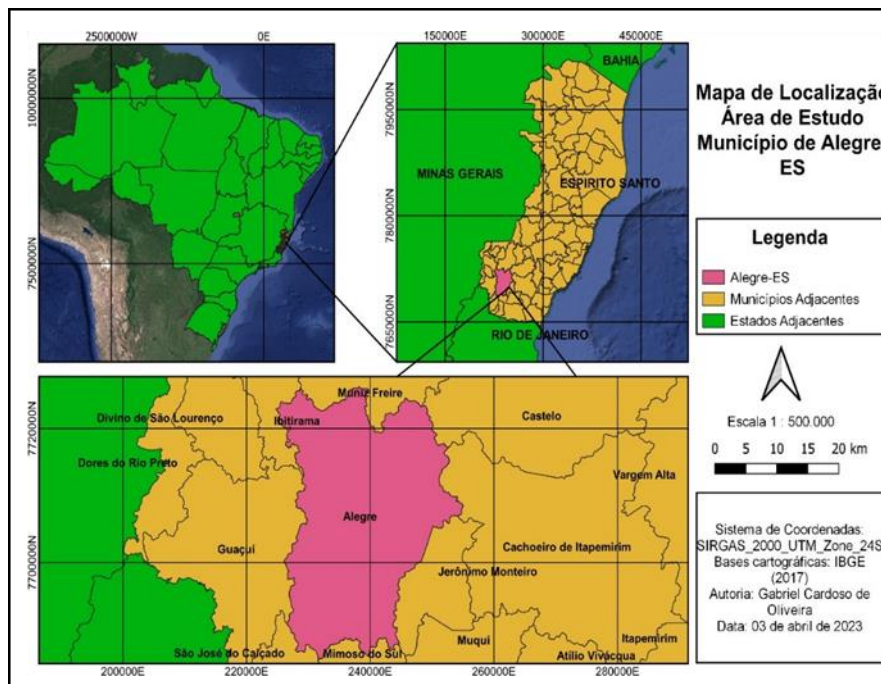 2500000W
0E
10000000N
7500000N
150000E
300000E
450000E
7950000N
7800000N
7650000N
BAHIA
MINAS GERAIS
ESPIRITO SANTO
RIO DE JANEIRO
Mapa de Localização
Área de Estudo
Município de Alegre-
ES
Legenda
Alegre-ES
Municípios Adjacentes
Estados Adjacentes
Escala 1 : 500.000
0 5 10 15 20 km
7720000N
7700000N
Divino de São Lourenço
Ibitirama
Muniz Freire
Castelo
Dores do Rio Preto
Vargem Alta
Alegre
Guaçuí
Cachoeiro de Itapemirim
Jerônimo Monteiro
Muqui
Itapemirim
São José do Calçado
Mimoso do Sul
Atílio Vivácqua
200000E
220000E
240000E
260000E
280000E
Sistema de Coordenadas:
SIRGAS_2000_UTM_Zone_24S
Bases cartográficas: IBGE
(2017)
Autoria: Gabriel Cardoso de
Oliveira
Data: 03 de abril de 2023